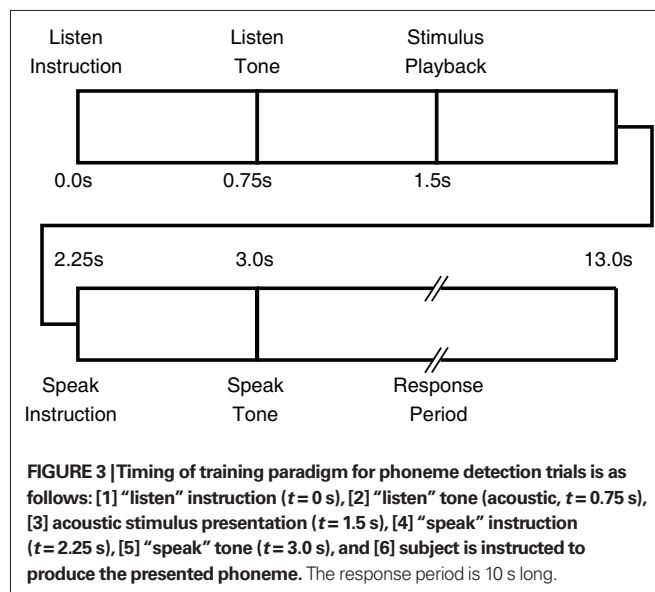 Listen Listen Stimulus
Instruction Tone Playback
0.0s 0.75s 1.5s
2.25s 3.0s 13.0s
Speak Speak Response
Instruction Tone Period
FIGURE 3 | Timing of training paradigm for phoneme detection trials is as
follows: [1] “listen” instruction (t = 0 s), [2] “listen” tone (acoustic, t = 0.75 s),
[3] acoustic stimulus presentation (t = 1.5 s), [4] “speak” instruction
(t = 2.25 s), [5] “speak” tone (t = 3.0 s), and [6] subject is instructed to
produce the presented phoneme. The response period is 10 s long.